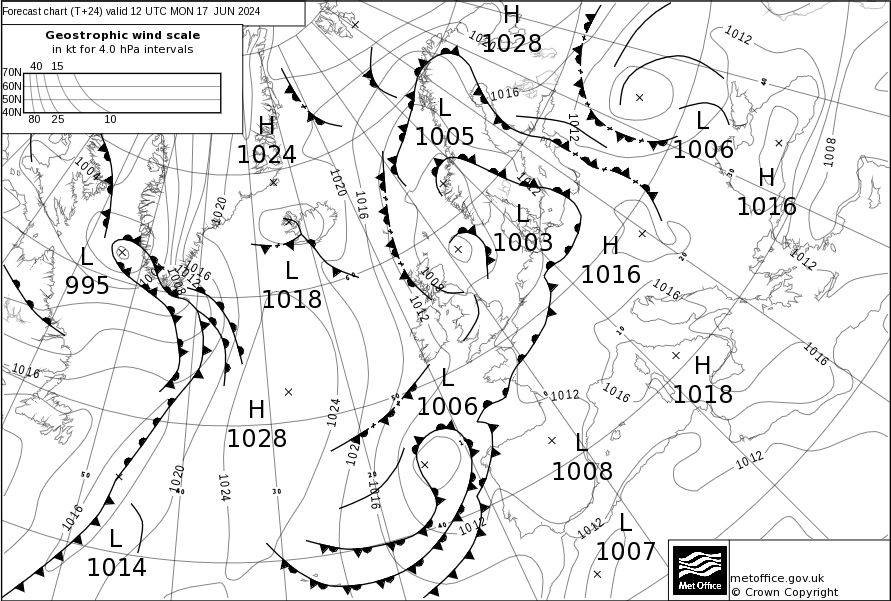 Forecast chart (T+24) valid 12 UTC MON 17 JUN 2024
Geostrophic wind scale
in kt for 4.0 hPa intervals
40 15
70N
60N
50N
40N
80 25 10
H
1028
1012
40
1016
L
1005
1012
L
1006
H
1024
1008
H
1016
30
1020
1016
1020
1012
L
1003
H
1016
20
1012
L
995
1016
1012
1008
L
1018
60
1008
1012
1016
10
1016
1016
H
1018
L
1006
50
0
1012
1016
H
1028
1024
L
1008
1012
50
1020
40
1024
30
20
1016
1016
40
1012
1012
L
1007
L
1014
Met Office
metoffice.gov.uk
© Crown Copyright